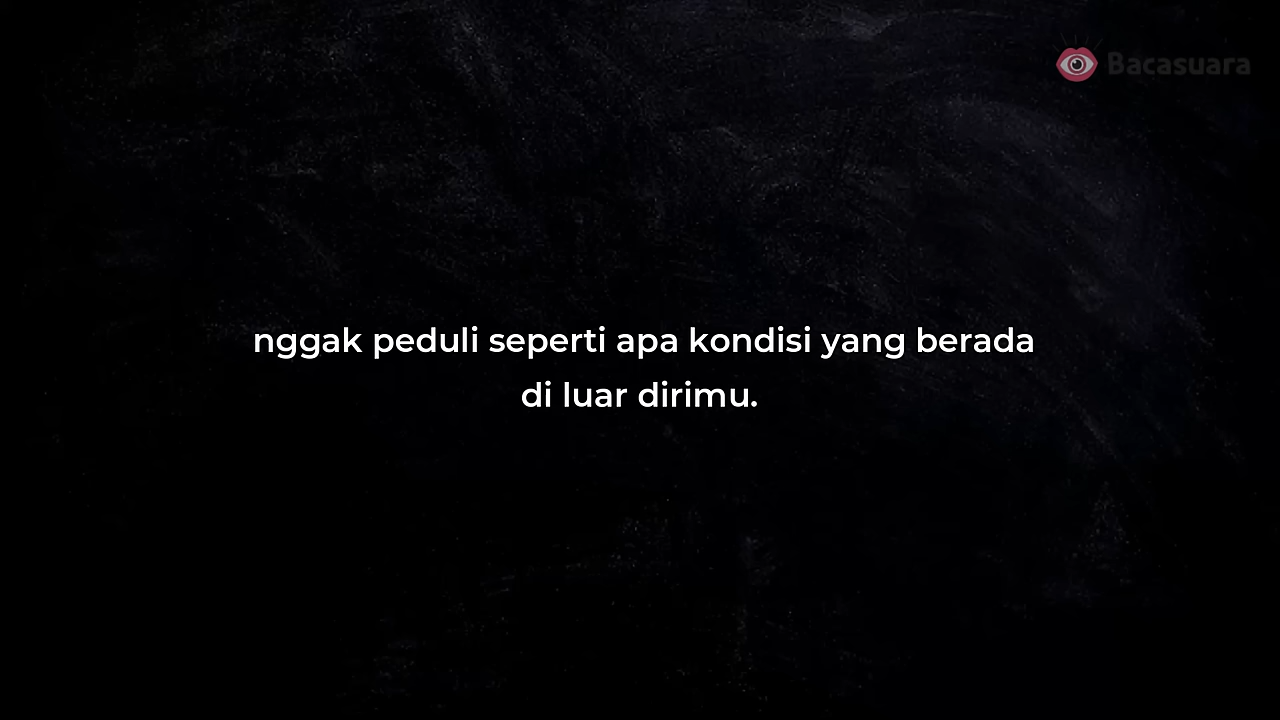 Bacasuara
nggak peduli seperti apa kondisi yang berada
di luar dirimu.